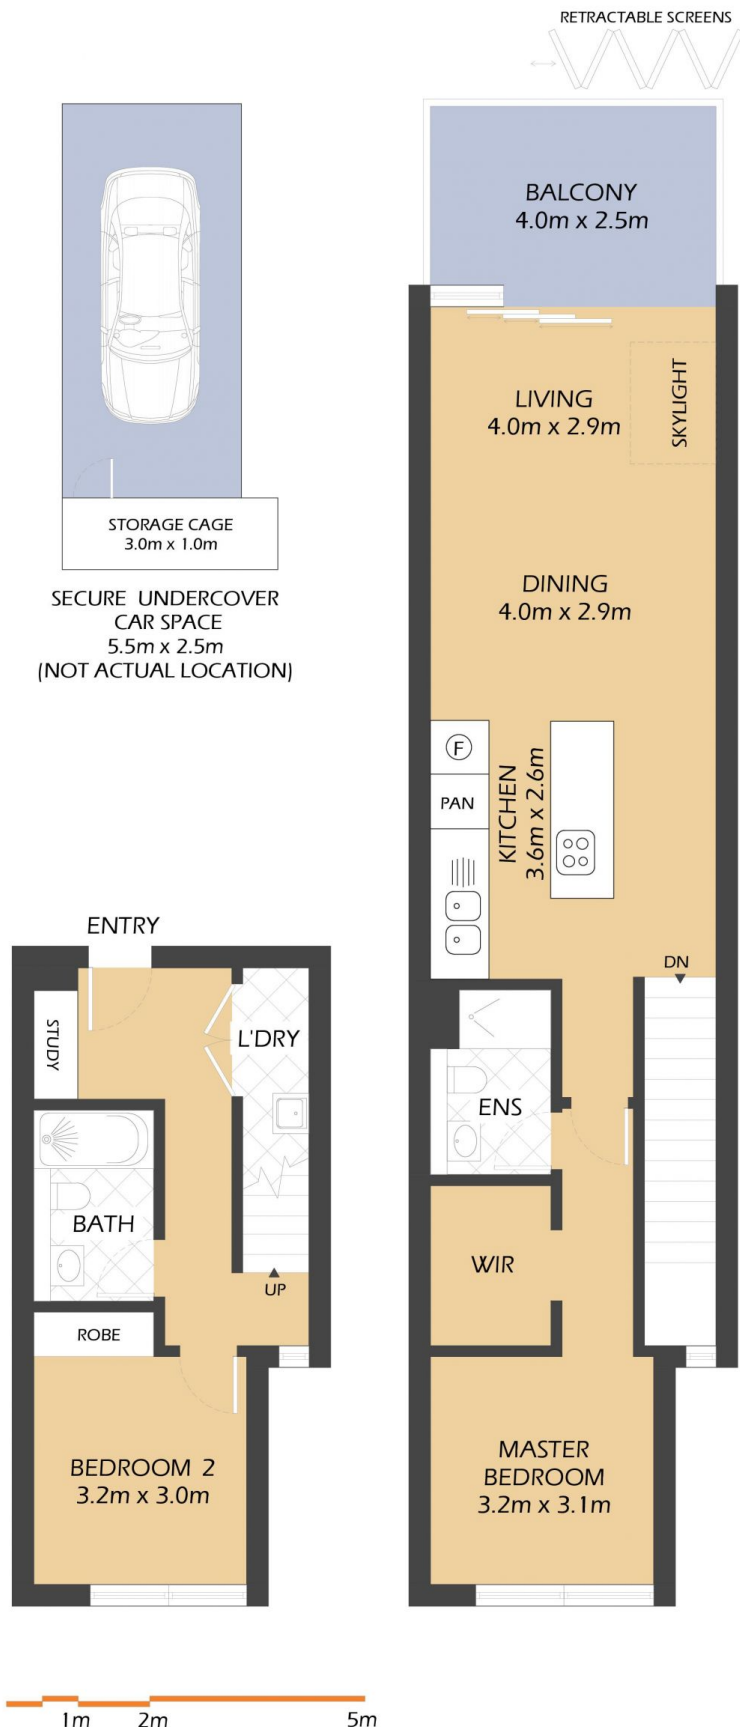 RETRACTABLE SCREENS
BALCONY
4.0m x 2.5m
LIVING
4.0m x 2.9m
SKYLIGHT
STORAGE CAGE
3.0m x 1.0m
SECURE UNDERCOVER
CAR SPACE
5.5m x 2.5m
(NOT ACTUAL LOCATION)
DINING
4.0m x 2.9m
F
PAN
KITCHEN
3.6m x 2.6m
DN
ENS
WIR
MASTER
BEDROOM
3.2m x 3.1m
ENTRY
STUDY
L'DRY
BATH
UP
ROBE
BEDROOM 2
3.2m x 3.0m
1m 2m 5m